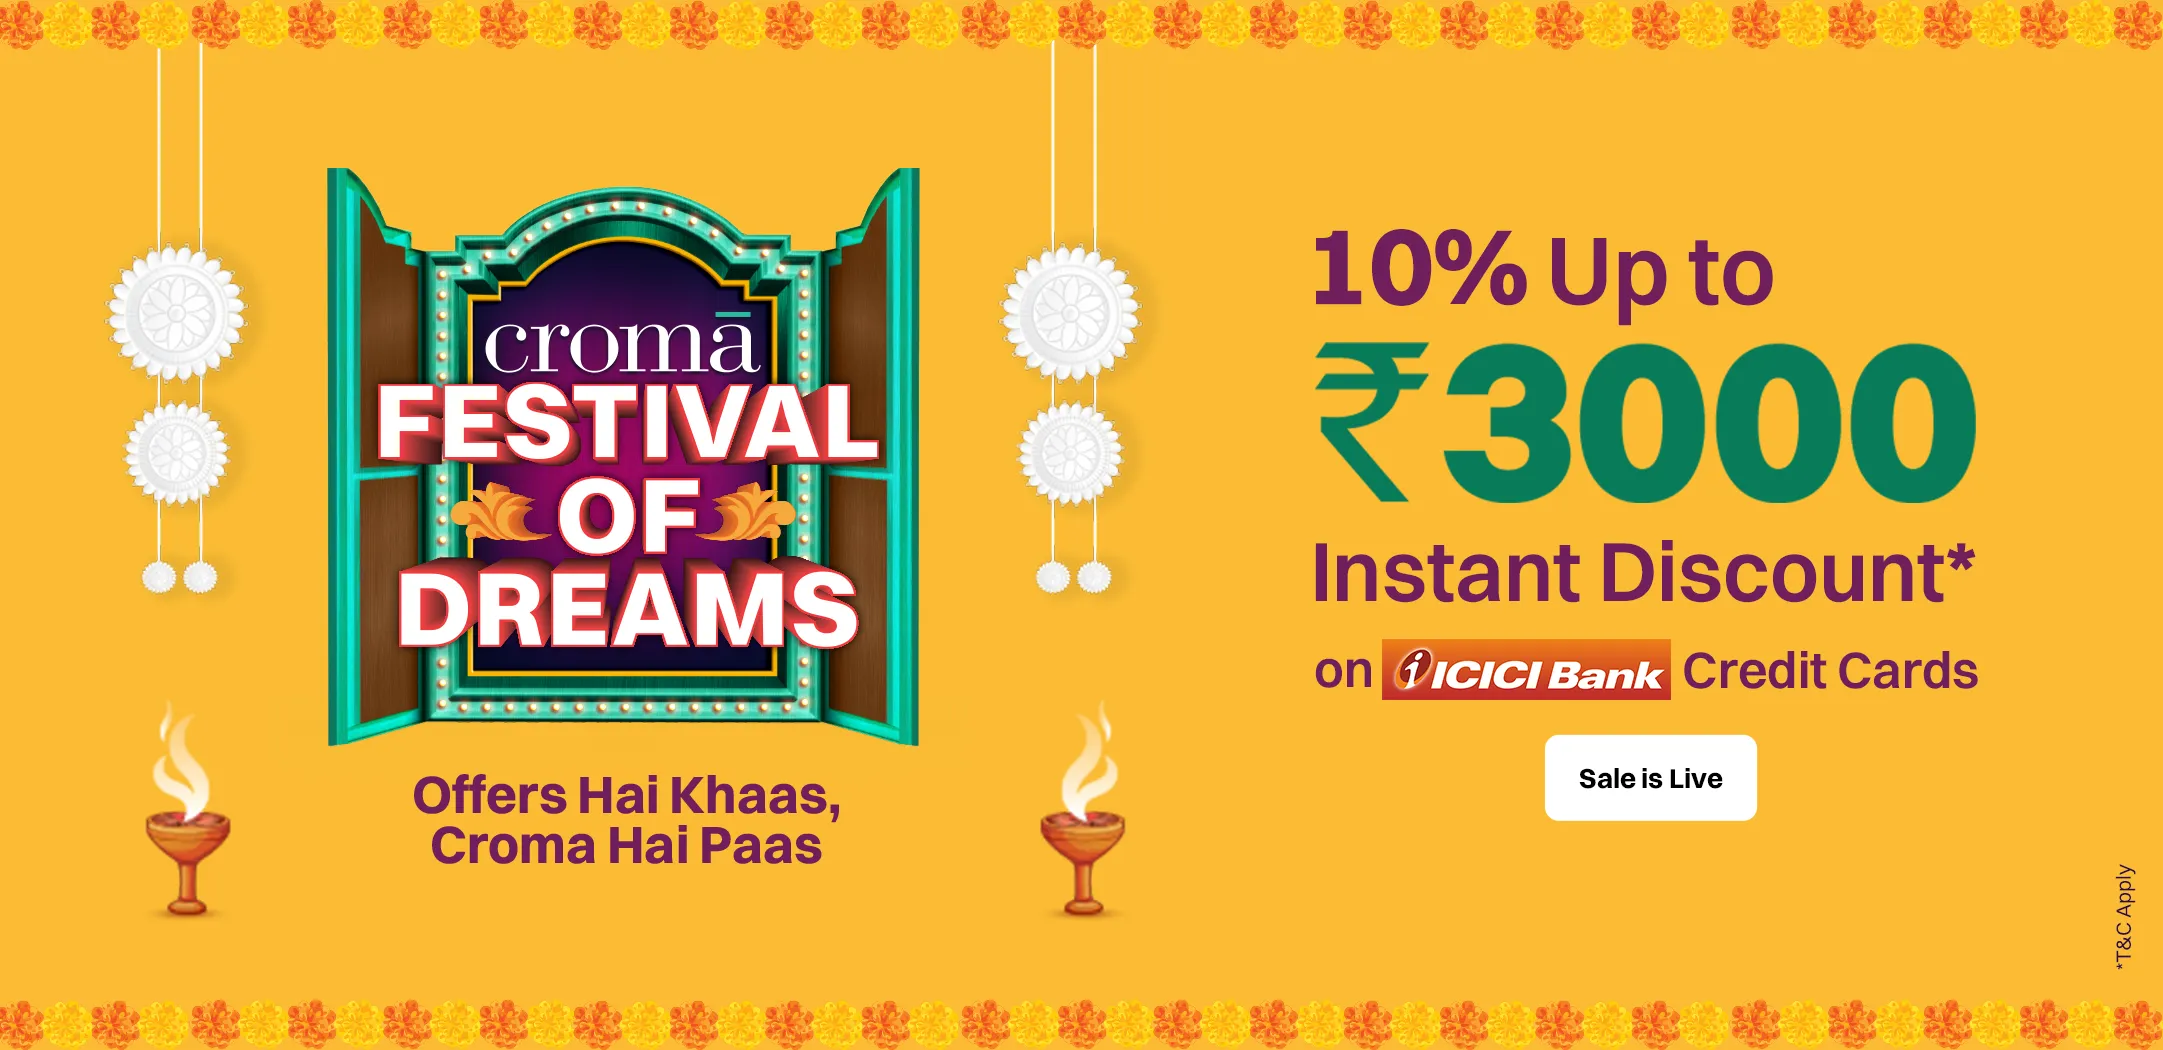 cromā
FESTIVAL
OF
DREAMS
Offers Hai Khaas,
Croma Hai Paas
10% Up to
₹3000
Instant Discount*
on ICICI Bank Credit Cards
Sale is Live
*T&C Apply